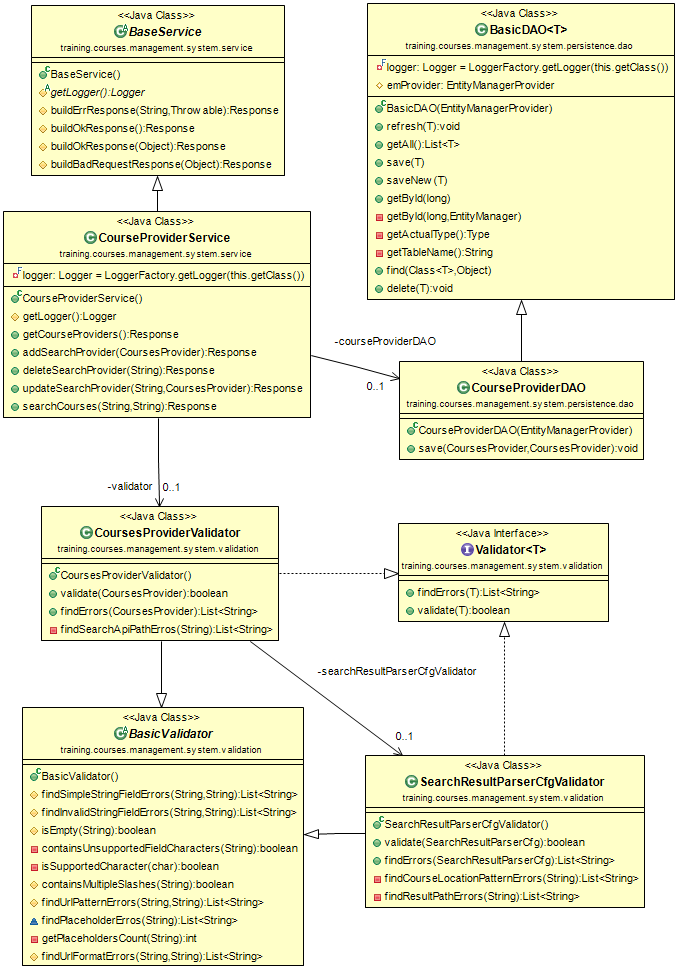 <<Java Class>>
BaseService
training.courses.management.system.service
BaseService()
getLogger():Logger
buildErrResponse(String,Throwable):Response
buildOkResponse():Response
buildOkResponse(Object):Response
buildBadRequestResponse(Object):Response
<<Java Class>>
BasicDAO<T>
training.courses.management.system.persistence.dao
logger: Logger = LoggerFactory.getLogger(this.getClass())
emProvider: EntityManagerProvider
BasicDAO(EntityManagerProvider)
refresh(T):void
getAll():List<T>
save(T)
saveNew(T)
getById(long)
getById(long,EntityManager)
getActualType():Type
getTableName():String
find(Class<T>,Object)
delete(T):void
<<Java Class>>
CourseProviderService
training.courses.management.system.service
logger: Logger = LoggerFactory.getLogger(this.getClass())
CourseProviderService()
getLogger():Logger
getCourseProviders():Response
addSearchProvider(CoursesProvider):Response
deleteSearchProvider(String):Response
updateSearchProvider(String,CoursesProvider):Response
searchCourses(String,String):Response
-courseProviderDAO
0..1
<<Java Class>>
CourseProviderDAO
training.courses.management.system.persistence.dao
CourseProviderDAO(EntityManagerProvider)
save(CoursesProvider,CoursesProvider):void
-validator
0..1
<<Java Class>>
CoursesProviderValidator
training.courses.management.system.validation
CoursesProviderValidator()
validate(CoursesProvider):boolean
findErrors(CoursesProvider):List<String>
findSearchApiPathErros(String):List<String>
<<Java Interface>>
Validator<T>
training.courses.management.system.validation
findErrors(T):List<String>
validate(T):boolean
-searchResultParserCfgValidator
0..1
<<Java Class>>
BasicValidator
training.courses.management.system.validation
BasicValidator()
findSimpleStringFieldErrors(String,String):List<String>
findInvalidStringFieldErrors(String,String):List<String>
isEmpty(String):boolean
containsUnsupportedFieldCharacters(String):boolean
isSupportedCharacter(char):boolean
containsMultipleSlashes(String):boolean
findUrlPatternErrors(String,String):List<String>
findPlaceholderErros(String):List<String>
getPlaceholdersCount(String):int
findUrlFormatErrors(String,String):List<String>
<<Java Class>>
SearchResultParserCfgValidator
training.courses.management.system.validation
SearchResultParserCfgValidator()
validate(SearchResultParserCfg):boolean
findErrors(SearchResultParserCfg):List<String>
findCourseLocationPatternErrors(String):List<String>
findResultPathErrors(String):List<String>